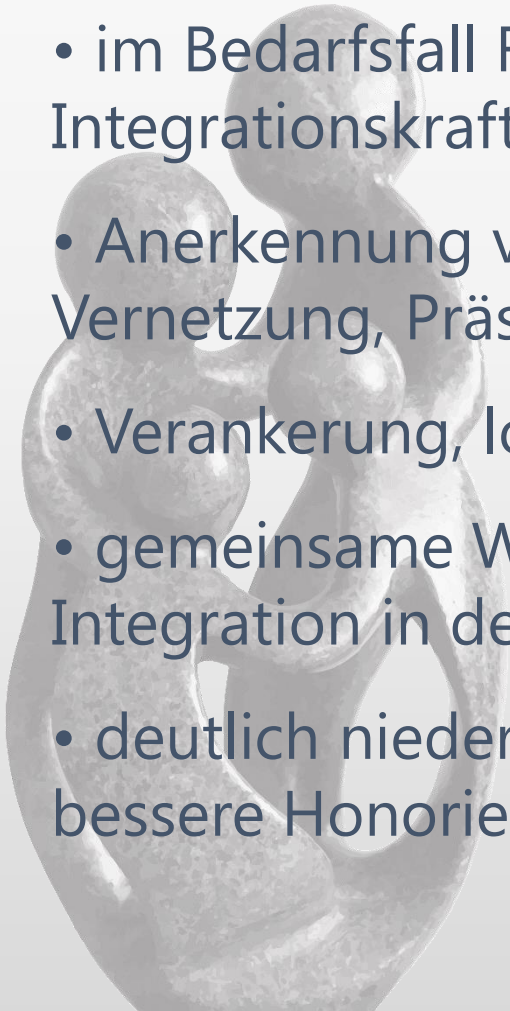 • im Bedarfsfall
Integrationskraft
• Anerkennung
Vernetzung,
• Verankerung,
• gemeinsame
Integration in
• deutlich
bessere